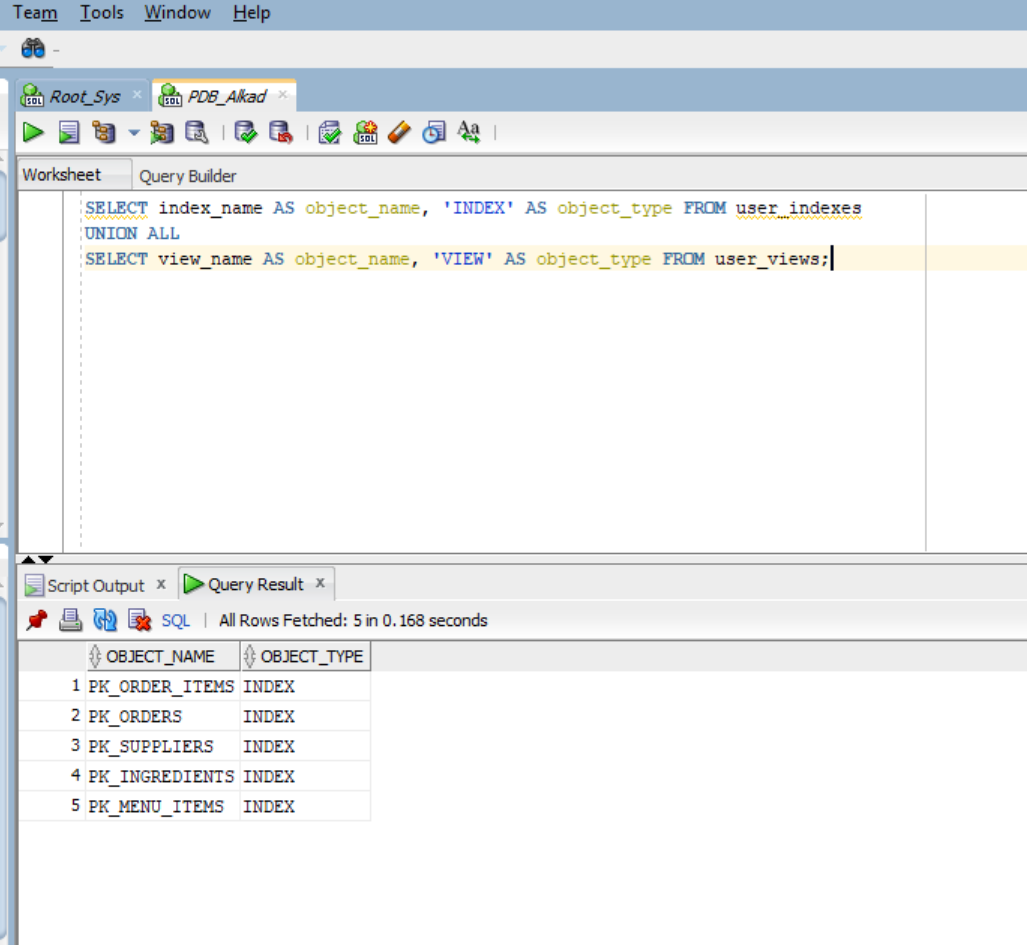 Team Tools Window Help
Root_Sys PDB_Alkad
Worksheet Query Builder
SELECT index_name AS object_name, 'INDEX' AS object_type FROM user_indexes
UNION ALL
SELECT view_name AS object_name, 'VIEW' AS object_type FROM user_views;
Script Output x Query Result x
SQL | All Rows Fetched: 5 in 0.168 seconds
OBJECT_NAME OBJECT_TYPE
1 PK_ORDER_ITEMS INDEX
2 PK_ORDERS INDEX
3 PK_SUPPLIERS INDEX
4 PK_INGREDIENTS INDEX
5 PK_MENU_ITEMS INDEX